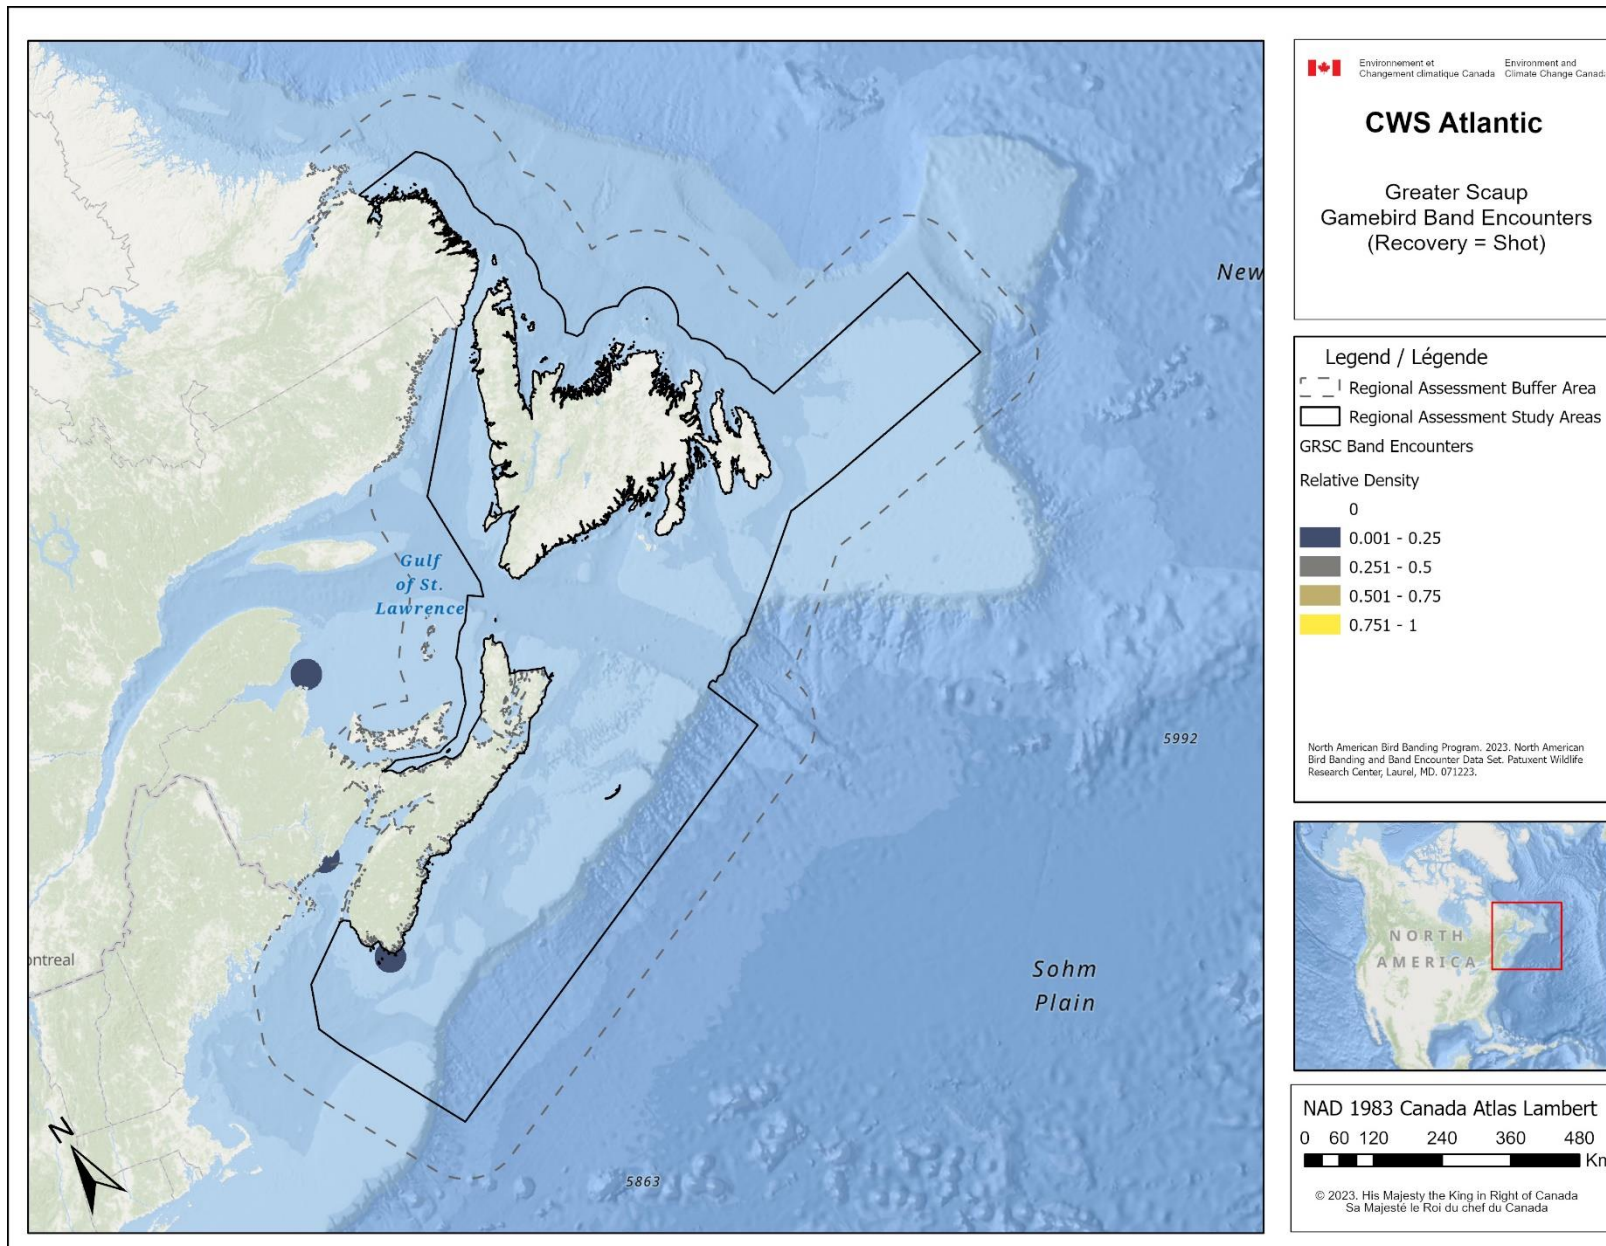 New
Gulf
of St.
Lawrence
5992
ontreal
Sohm
Plain
5863
N
Environnement et
Changement climatique Canada
Environment and
Climate Change Canada
CWS Atlantic
Greater Scaup
Gamebird Band Encounters
(Recovery = Shot)
Legend / Légende
Regional Assessment Buffer Area
Regional Assessment Study Areas
GRSC Band Encounters
Relative Density
0
0.001 - 0.25
0.251 - 0.5
0.501 - 0.75
0.751 - 1
North American Bird Banding Program. 2023. North American
Bird Banding and Band Encounter Data Set. Patuxent Wildlife
Research Center, Laurel, MD. 071223.
NORTH
AMERICA
NAD 1983 Canada Atlas Lambert
0 60 120 240 360 480
Km
© 2023. His Majesty the King in Right of Canada
Sa Majesté le Roi du chef du Canada